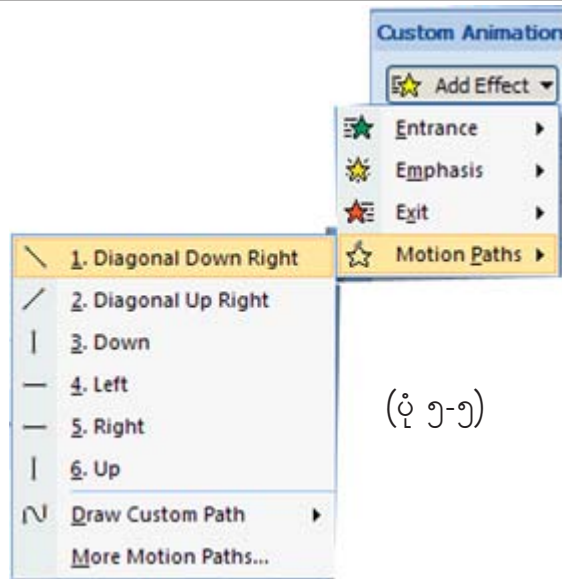 Custom Animation
Add Effect
Entrance
Emphasis
Exit
Motion Paths
1. Diagonal Down Right
2. Diagonal Up Right
3. Down
4. Left
5. Right
6. Up
Draw Custom Path
More Motion Paths...
(ပုံ ၅-၅)